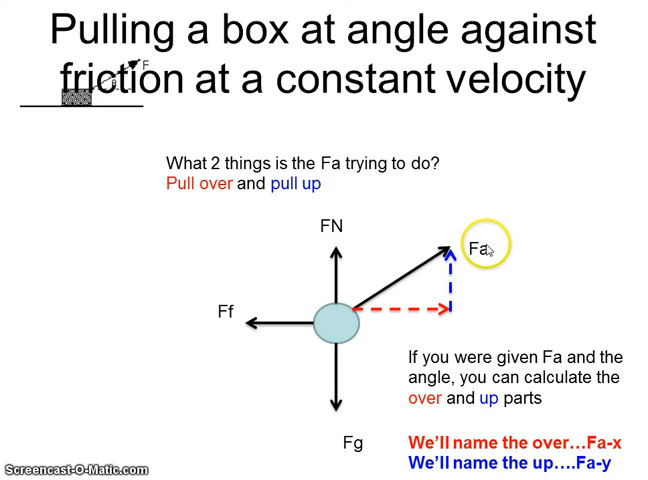 Pulling a box at angle against
friction at a constant velocity
F
θ
What 2 things is the Fa trying to do?
Pull over and pull up
FN
Fa
Ff
If you were given Fa and the
angle, you can calculate the
over and up parts
Fg
We'll name the over…Fa-x
We'll name the up….Fa-y
Screencast-O-Matic.com